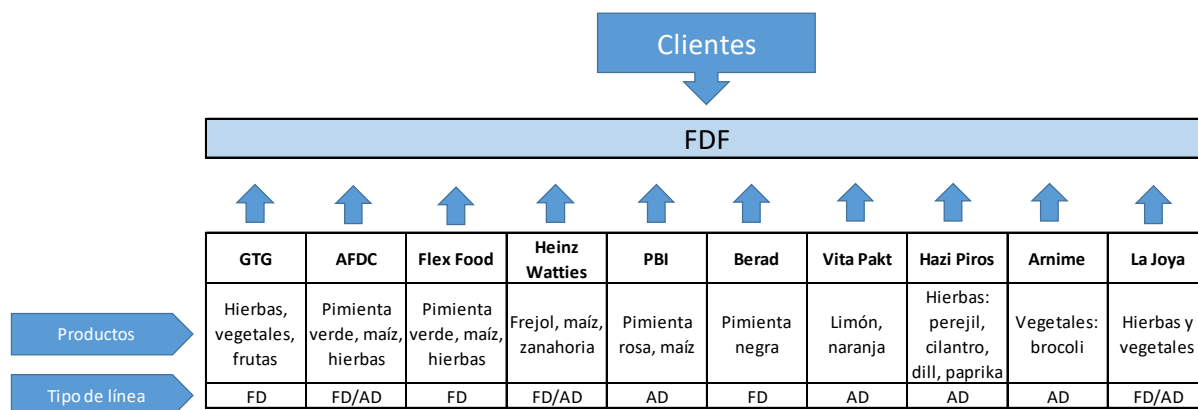 Clientes
FDF
GTG AFDC Flex Food Heinz Watties PBI Berad Vita Pakt Hazi Piros Arnime La Joya
Productos
Hierbas, vegetales, frutas
Pimienta verde, maíz, hierbas
Pimienta verde, maíz, hierbas
Frejol, maíz, zanahoria
Pimienta rosa, maíz
Pimienta negra
Limón, naranja
Hierbas: perejil, cilantro, dill, paprika
Vegetales: brocoli
Hierbas y vegetales
Tipo de línea
FD FD/AD FD FD/AD AD FD AD AD AD FD/AD